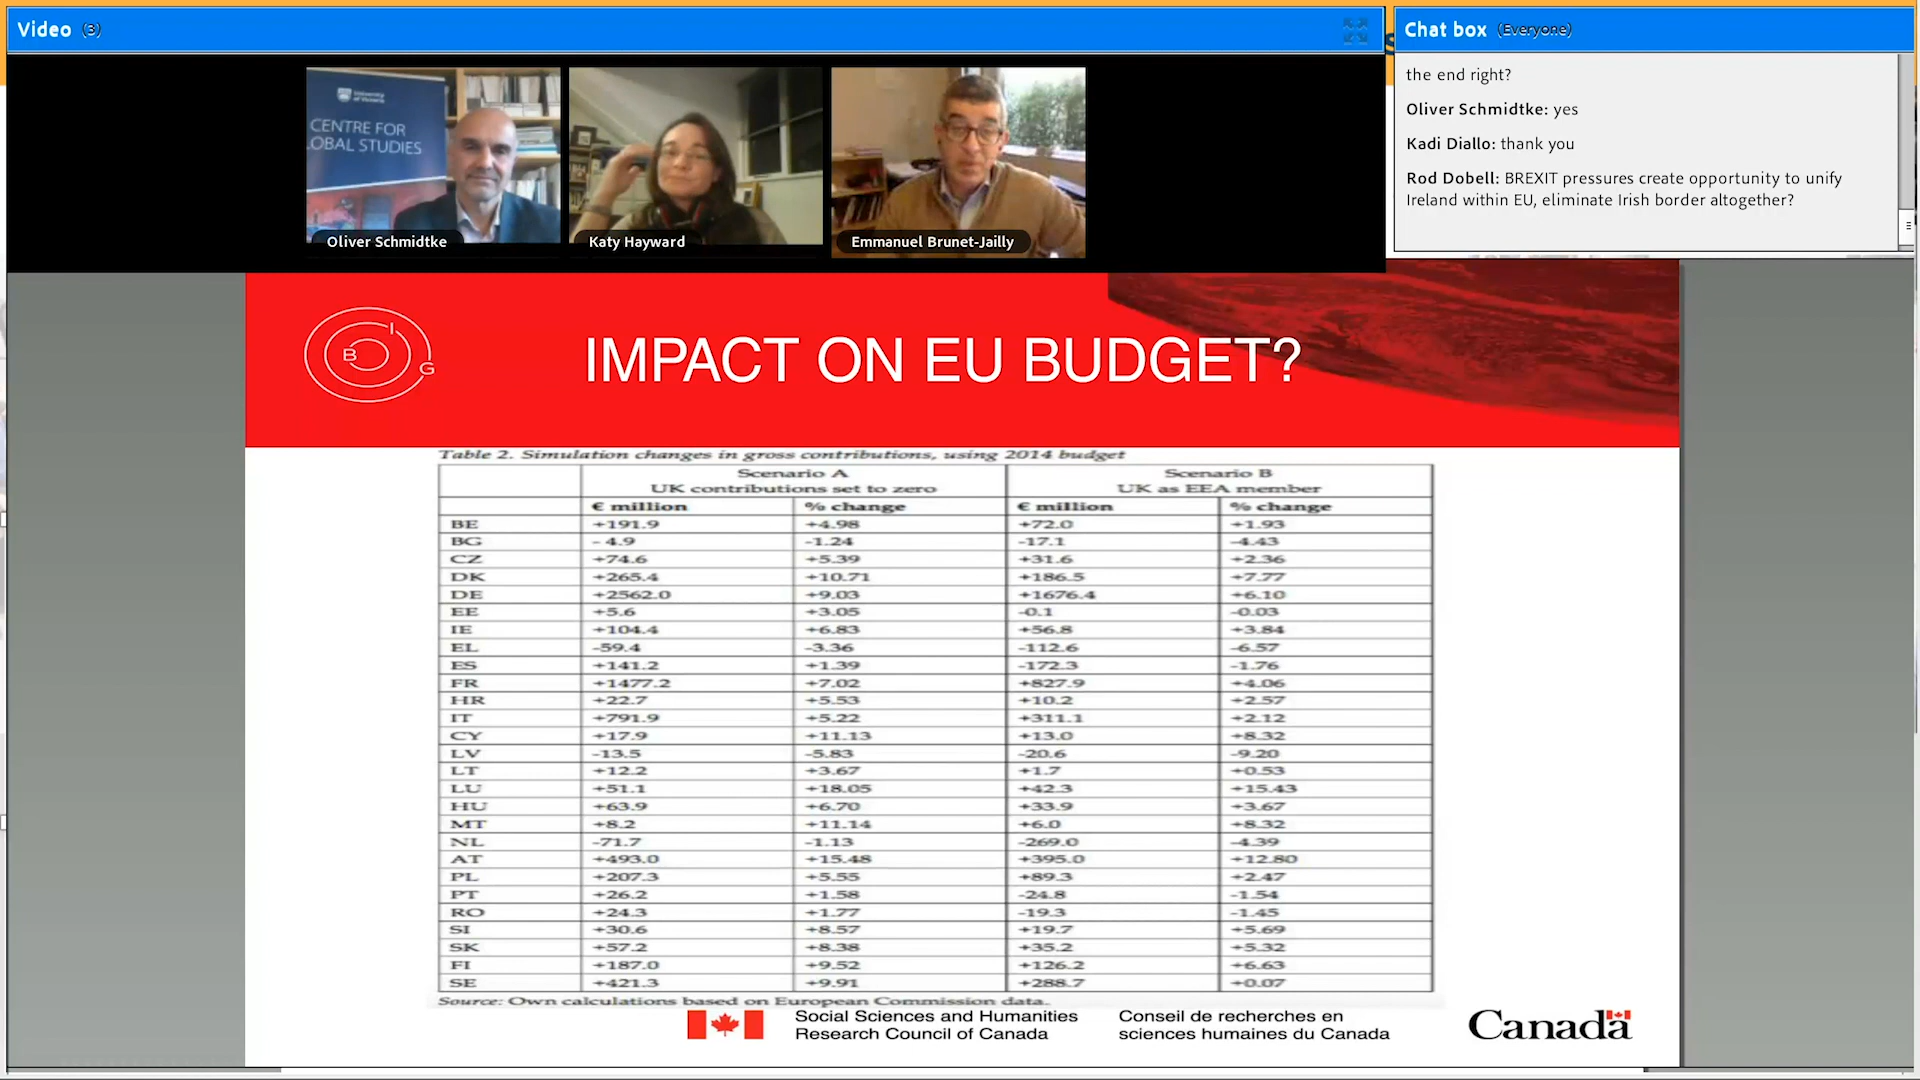 Video (3)
University of Victoria
CENTRE FOR
OBAL STUDIES
Oliver Schmidtke
Katy Hayward
Emmanuel Brunet-Jailly
Chat box (Everyone)
the end right?
Oliver Schmidtke: yes
Kadi Diallo: thank you
Rod Dobell: BREXIT pressures create opportunity to unify
Ireland within EU, eliminate Irish border altogether?
B I G
IMPACT ON EU BUDGET?
Table 2. Simulation changes in gross contributions, using 2014 budget
Scenario A Scenario B
UK contributions set to zero UK as EEA member
€ million % change € million % change
BE +191.9 +4.98 +72.0 +1.93
BG - 4.9 -1.24 -17.1 -4.43
CZ +74.6 +5.39 +31.6 +2.36
DK +265.4 +10.71 +186.5 +7.77
DE +2562.0 +9.03 +1676.4 +6.10
EE +5.6 +3.05 -0.1 -0.03
IE +104.4 +6.83 +56.8 +3.84
EL -59.4 -3.36 -112.6 -6.57
ES +141.2 +1.39 -172.3 -1.76
FR +1477.2 +7.02 +827.9 +4.06
HR +22.7 +5.53 +10.2 +2.57
IT +791.9 +5.22 +311.1 +2.12
CY +17.9 +11.13 +13.0 +8.32
LV -13.5 -5.83 -20.6 -9.20
LT +12.2 +3.67 +1.7 +0.53
LU +51.1 +18.05 +42.3 +15.43
HU +63.9 +6.70 +33.9 +3.67
MT +8.2 +11.14 +6.0 +8.32
NL -71.7 -1.13 -269.0 -4.39
AT +493.0 +15.48 +395.0 +12.80
PL +207.3 +5.55 +89.3 +2.47
PT +26.2 +1.58 -24.8 -1.54
RO +24.3 +1.77 -19.3 -1.45
SI +30.6 +8.57 +19.7 +5.69
SK +57.2 +8.38 +35.2 +5.32
FI +187.0 +9.52 +126.2 +6.63
SE +421.3 +9.91 +288.7 +0.07
Source: Own calculations based on European Commission data.
Social Sciences and Humanities
Research Council of Canada
Conseil de recherches en
sciences humaines du Canada
Canada